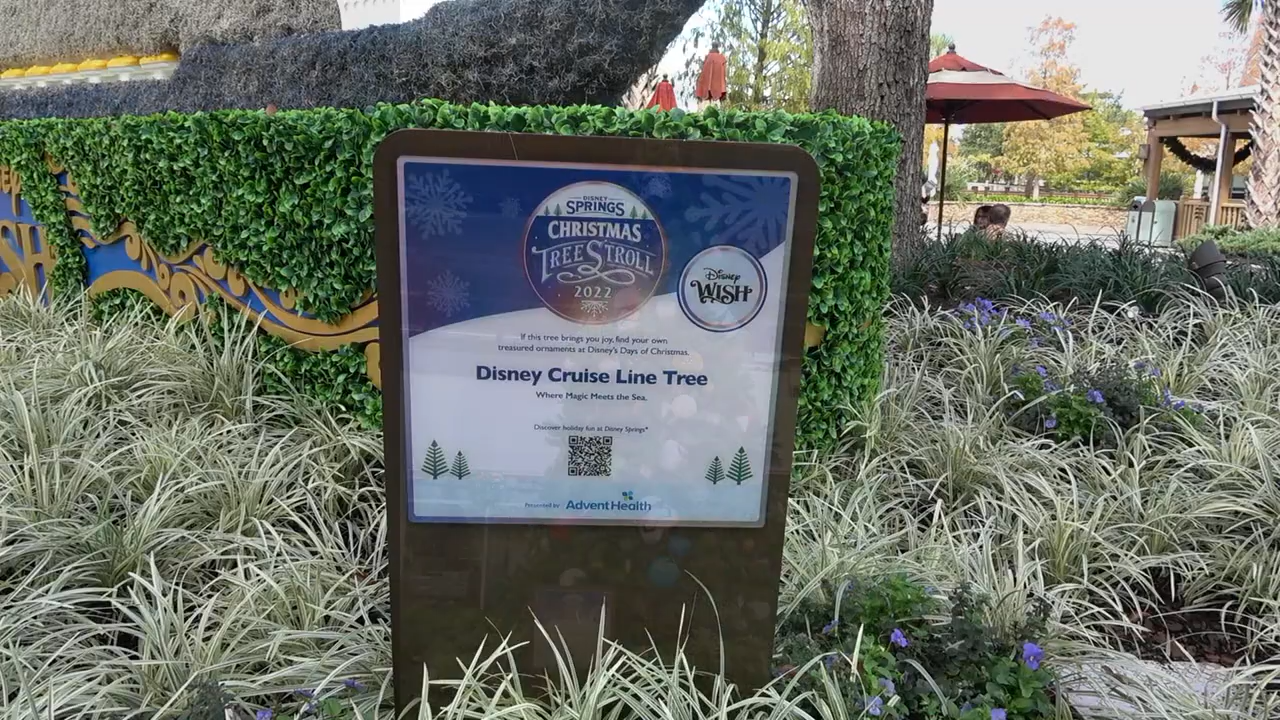 DISNEY
SPRINGS
CHRISTMAS
TREE STROLL
2022
Disney
WISH
If this tree brings you joy, find your own
treasured ornaments at Disney's Days of Christmas.
Disney Cruise Line Tree
Where Magic Meets the Sea.
Discover holiday fun at Disney Springs*
Presented by AdventHealth
SH